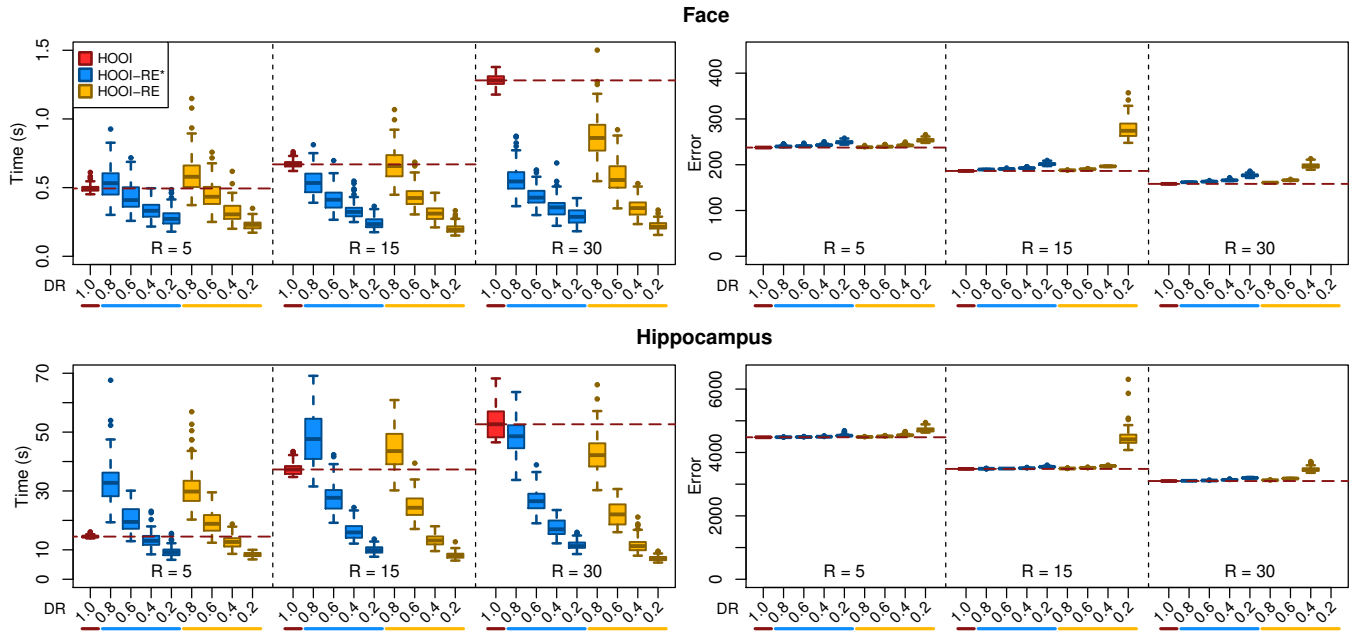 Face
Time (s)
0.0 0.5 1.0 1.5
HOOI
HOOI−RE*
HOOI−RE
R = 5 R = 15 R = 30
DR 1.0 0.8 0.6 0.4 0.2 0.8 0.6 0.4 0.2 1.0 0.8 0.6 0.4 0.2 0.8 0.6 0.4 0.2 1.0 0.8 0.6 0.4 0.2 0.8 0.6 0.4 0.2
Error
0 100 200 300 400
R = 5 R = 15 R = 30
DR 1.0 0.8 0.6 0.4 0.2 0.8 0.6 0.4 0.2 1.0 0.8 0.6 0.4 0.2 0.8 0.6 0.4 0.2 1.0 0.8 0.6 0.4 0.2 0.8 0.6 0.4 0.2
Hippocampus
Time (s)
0 10 30 50 70
R = 5 R = 15 R = 30
DR 1.0 0.8 0.6 0.4 0.2 0.8 0.6 0.4 0.2 1.0 0.8 0.6 0.4 0.2 0.8 0.6 0.4 0.2 1.0 0.8 0.6 0.4 0.2 0.8 0.6 0.4 0.2
Error
0 2000 4000 6000
R = 5 R = 15 R = 30
DR 1.0 0.8 0.6 0.4 0.2 0.8 0.6 0.4 0.2 1.0 0.8 0.6 0.4 0.2 0.8 0.6 0.4 0.2 1.0 0.8 0.6 0.4 0.2 0.8 0.6 0.4 0.2